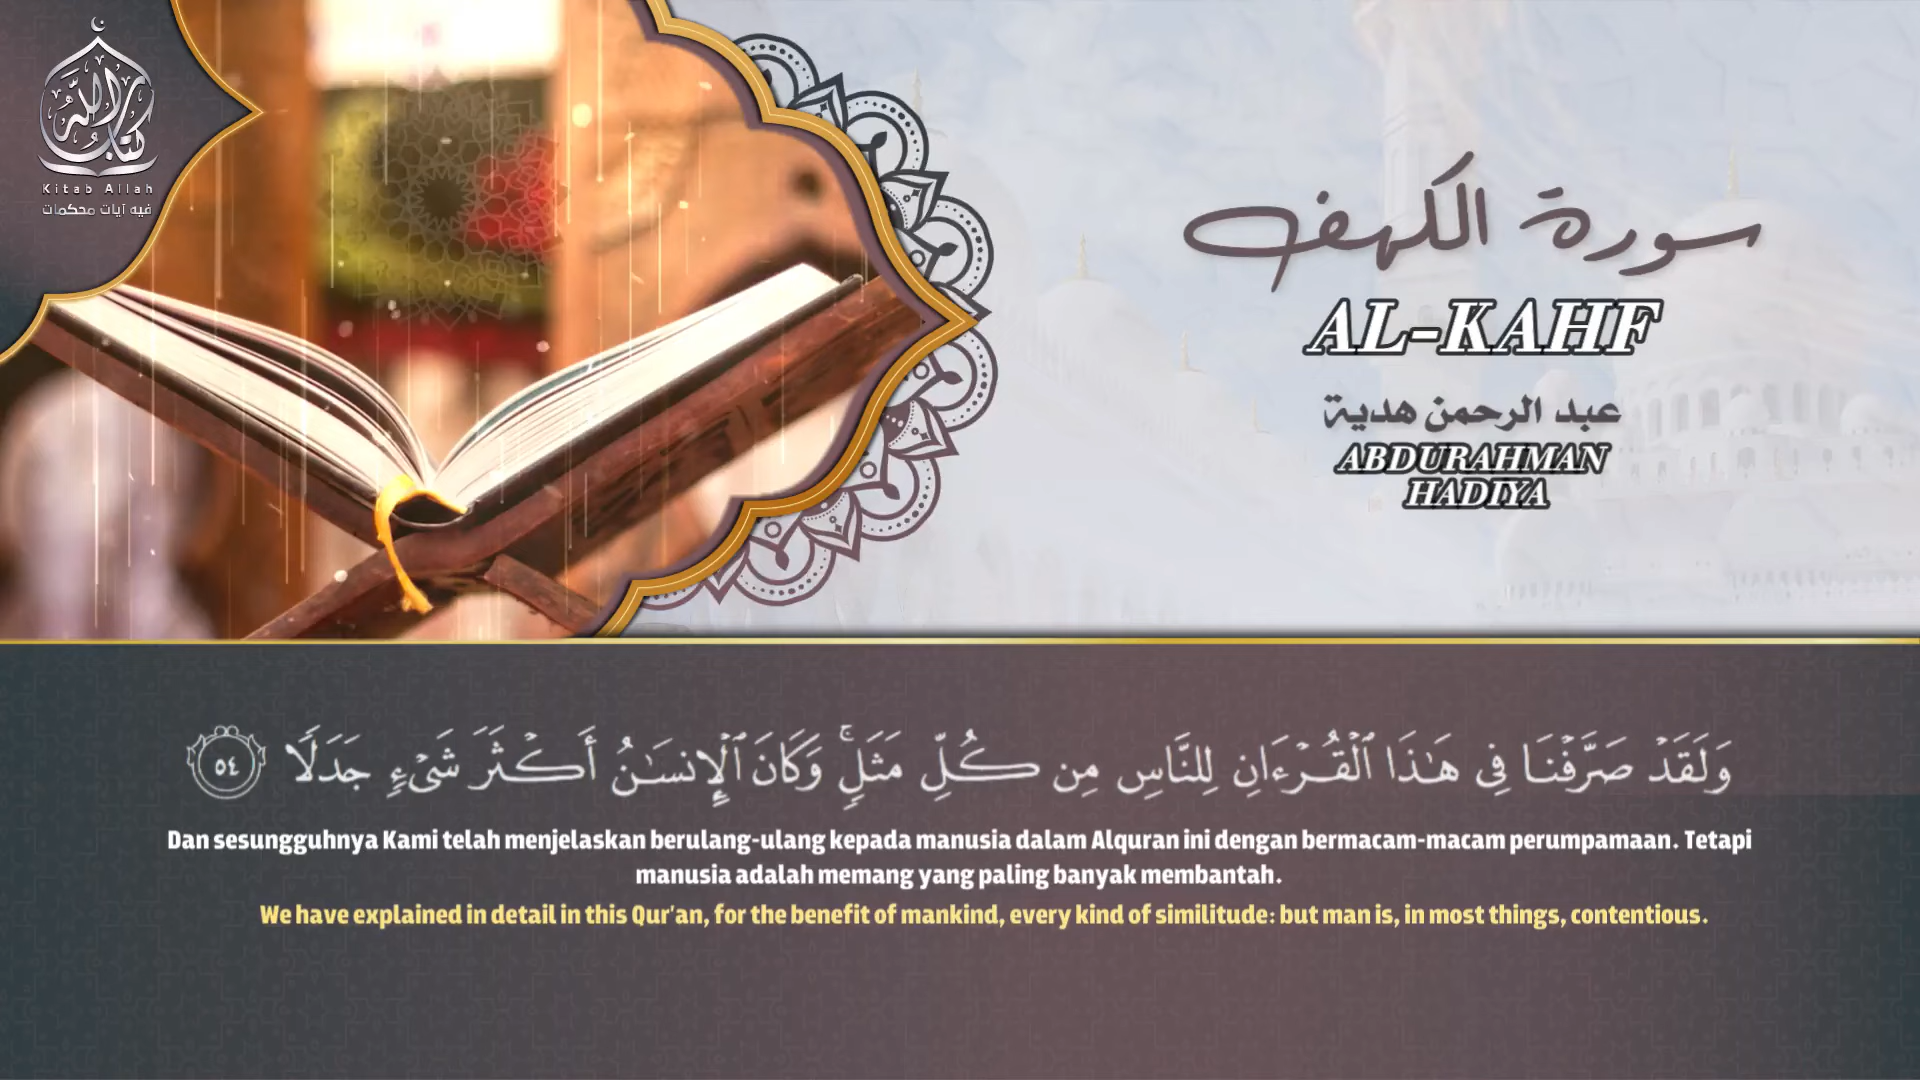 كتاب الله
Kitab Allah
فيه آيات محكمات
سورة الكهف
AL-KAHF
عبد الرحمن هدية
ABDURAHMAN
HADIYA
وَلَقَدۡ صَرَّفۡنَا فِي هَٰذَا ٱلۡقُرۡءَانِ لِلنَّاسِ مِن كُلِّ مَثَلٖۚ وَكَانَ ٱلۡإِنسَٰنُ أَكۡثَرَ شَيۡءٖ جَدَلٗا ٥٤
Dan sesungguhnya Kami telah menjelaskan berulang-ulang kepada manusia dalam Alquran ini dengan bermacam-macam perumpamaan. Tetapi
manusia adalah memang yang paling banyak membantah.
We have explained in detail in this Qur'an, for the benefit of mankind, every kind of similitude: but man is, in most things, contentious.